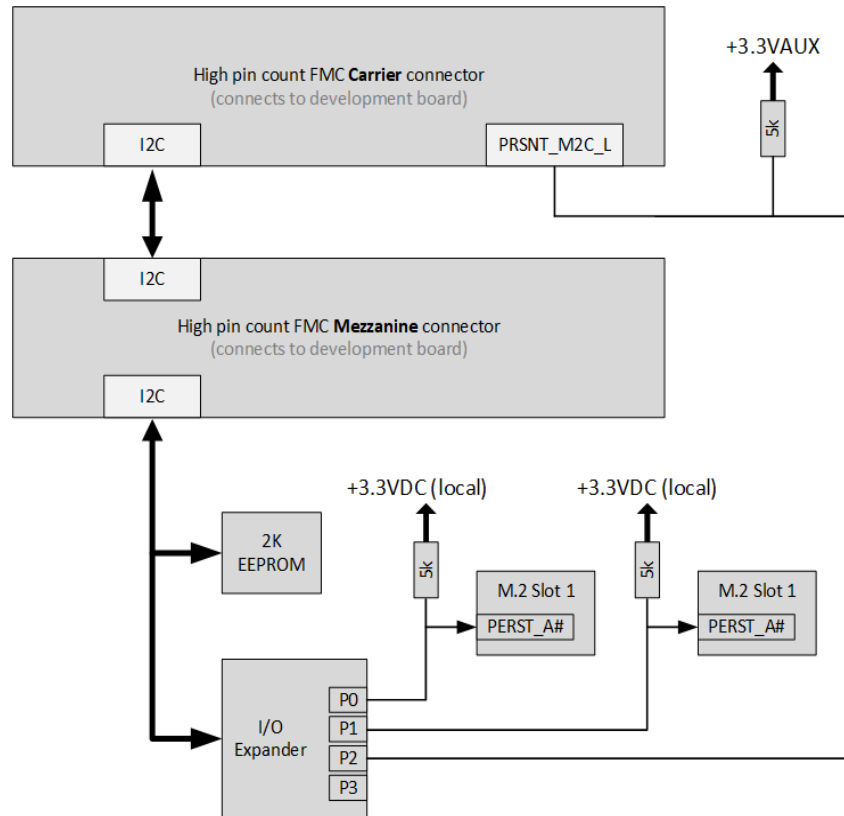 High pin count FMC Carrier connector
(connects to development board)
I2C
PRSNT_M2C_L
+3.3VAUX
5k
I2C
High pin count FMC Mezzanine connector
(connects to development board)
I2C
+3.3VDC (local)
+3.3VDC (local)
2K
EEPROM
5k
5k
M.2 Slot 1
PERST_A#
M.2 Slot 1
PERST_A#
I/O
Expander
P0
P1
P2
P3